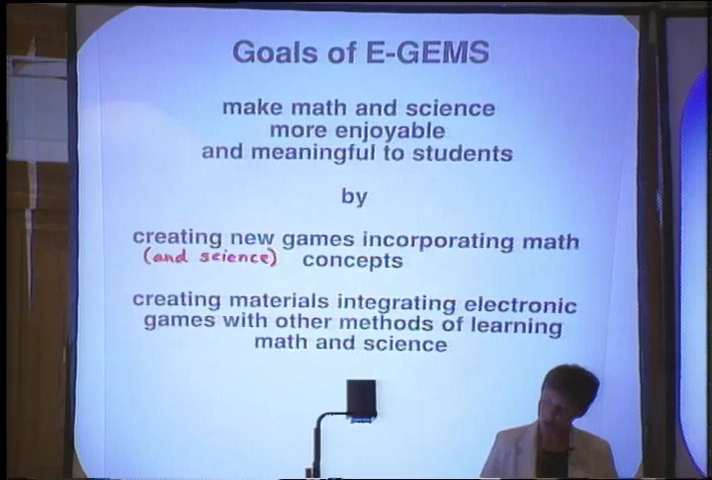 Goals of E-GEMS
make math and science
more enjoyable
and meaningful to students
by
creating new games incorporating math
(and science) concepts
creating materials integrating electronic
games with other methods of learning
math and science